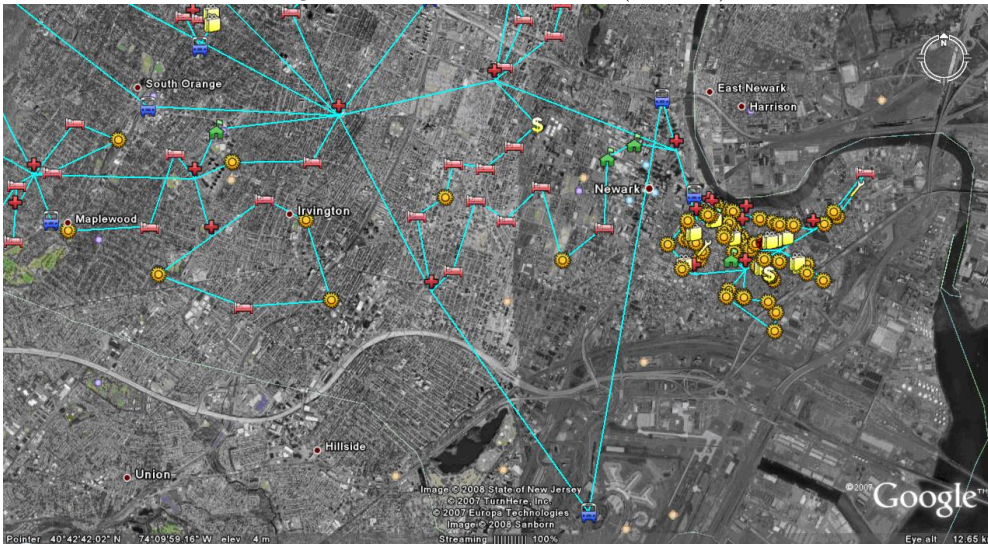 South Orange
East Newark
Harrison
Newark
Maplewood
Irvington
Hillside
Union
Image © 2008 State of New Jersey
© 2007 TurnHere, Inc.
© 2007 Europa Technologies
Image © 2008 Sanborn
© 2007 Google™
Pointer 40°42'42.02" N 74°09'59.16" W elev 4 m
Streaming |||||||||| 100%
Eye alt 12.65 k
N
$
$